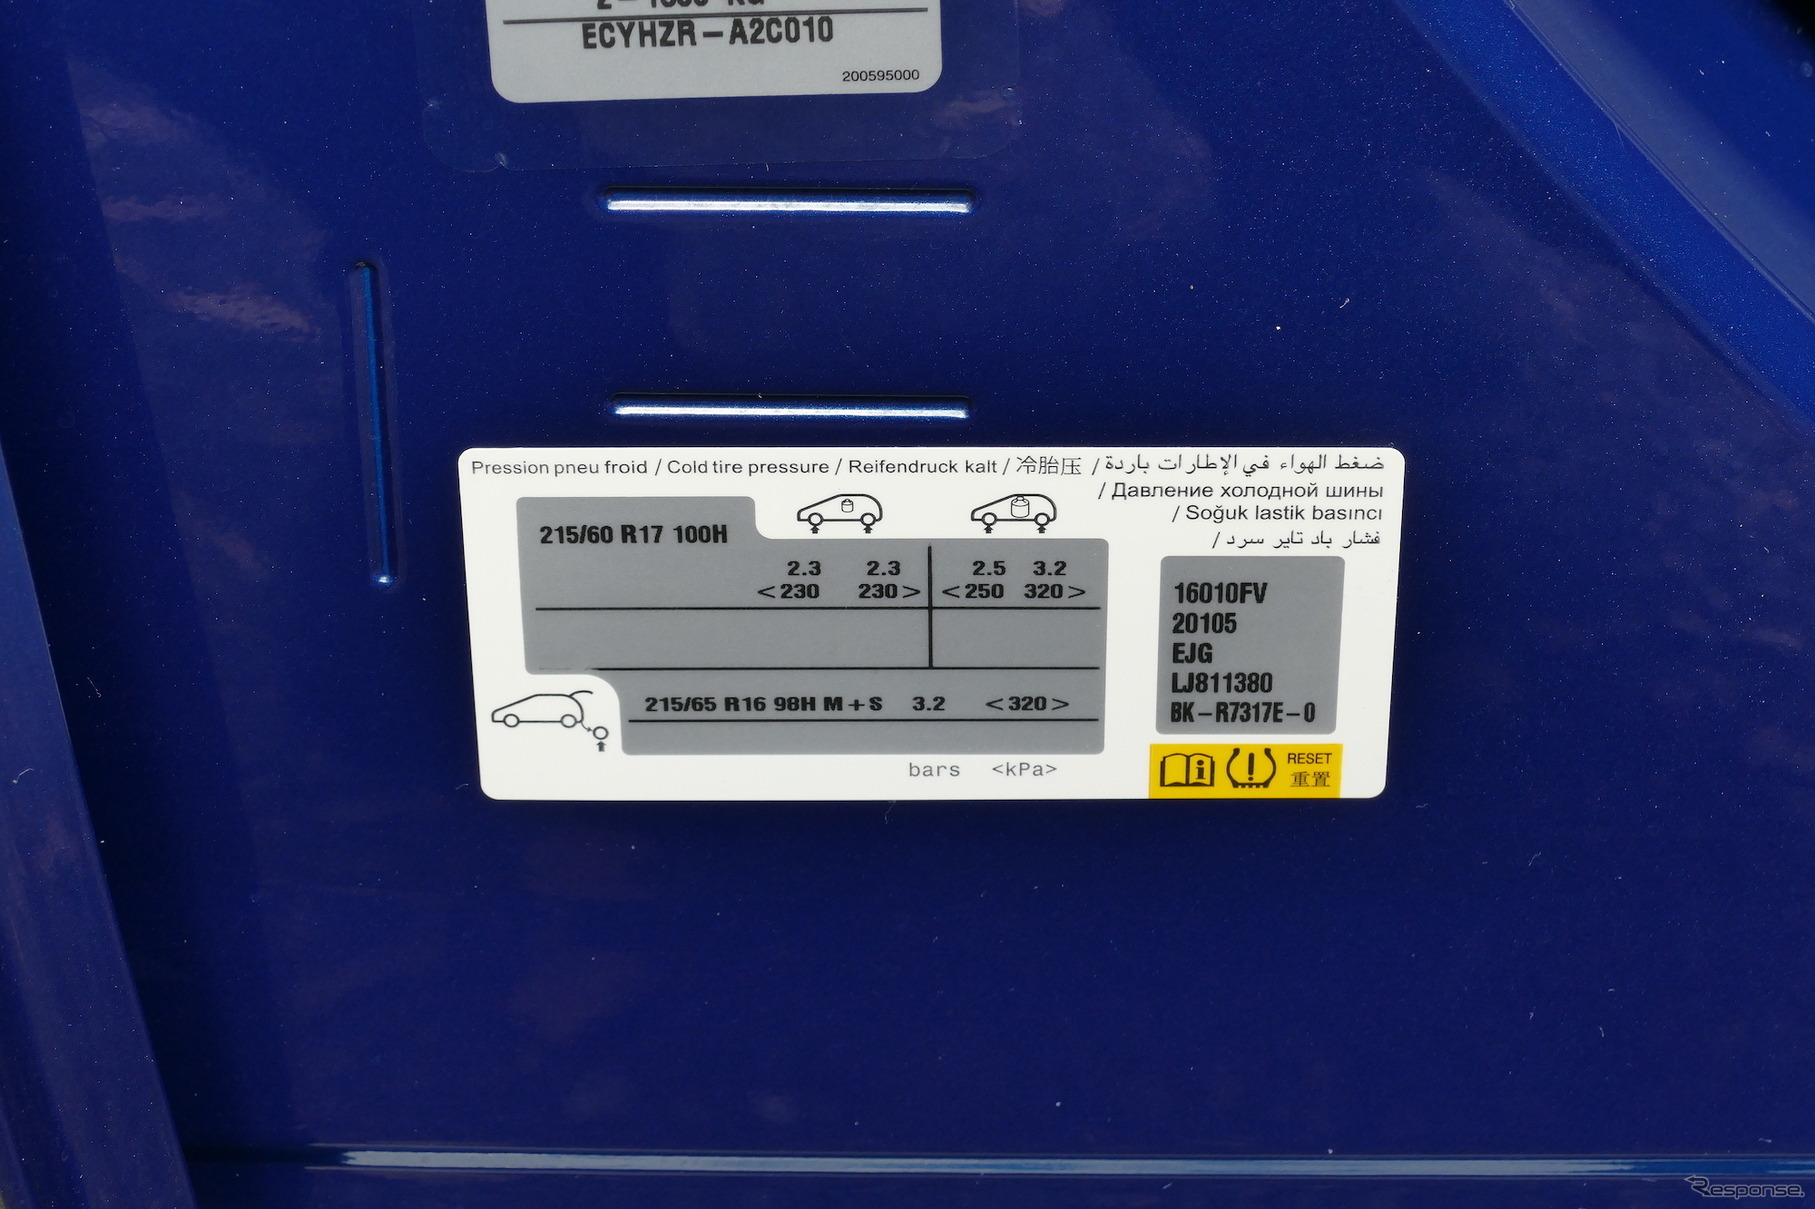 ECYHZR-A2C010
200595000
Pression pneu froid / Cold tire pressure / Reifendruck kalt / 冷胎压 / ضغط الهواء في الإطارات باردة
/ Давление холодной шины
/ Soğuk lastik basıncı
/ فشار باد تایر سرد
215/60 R17 100H
2.3 2.3 2.5 3.2
<230 230> <250 320>
215/65 R16 98H M+S 3.2 <320>
bars <kPa>
16010FV
20105
EJG
LJ811380
BK-R7317E-0
RESET
重置
Response.